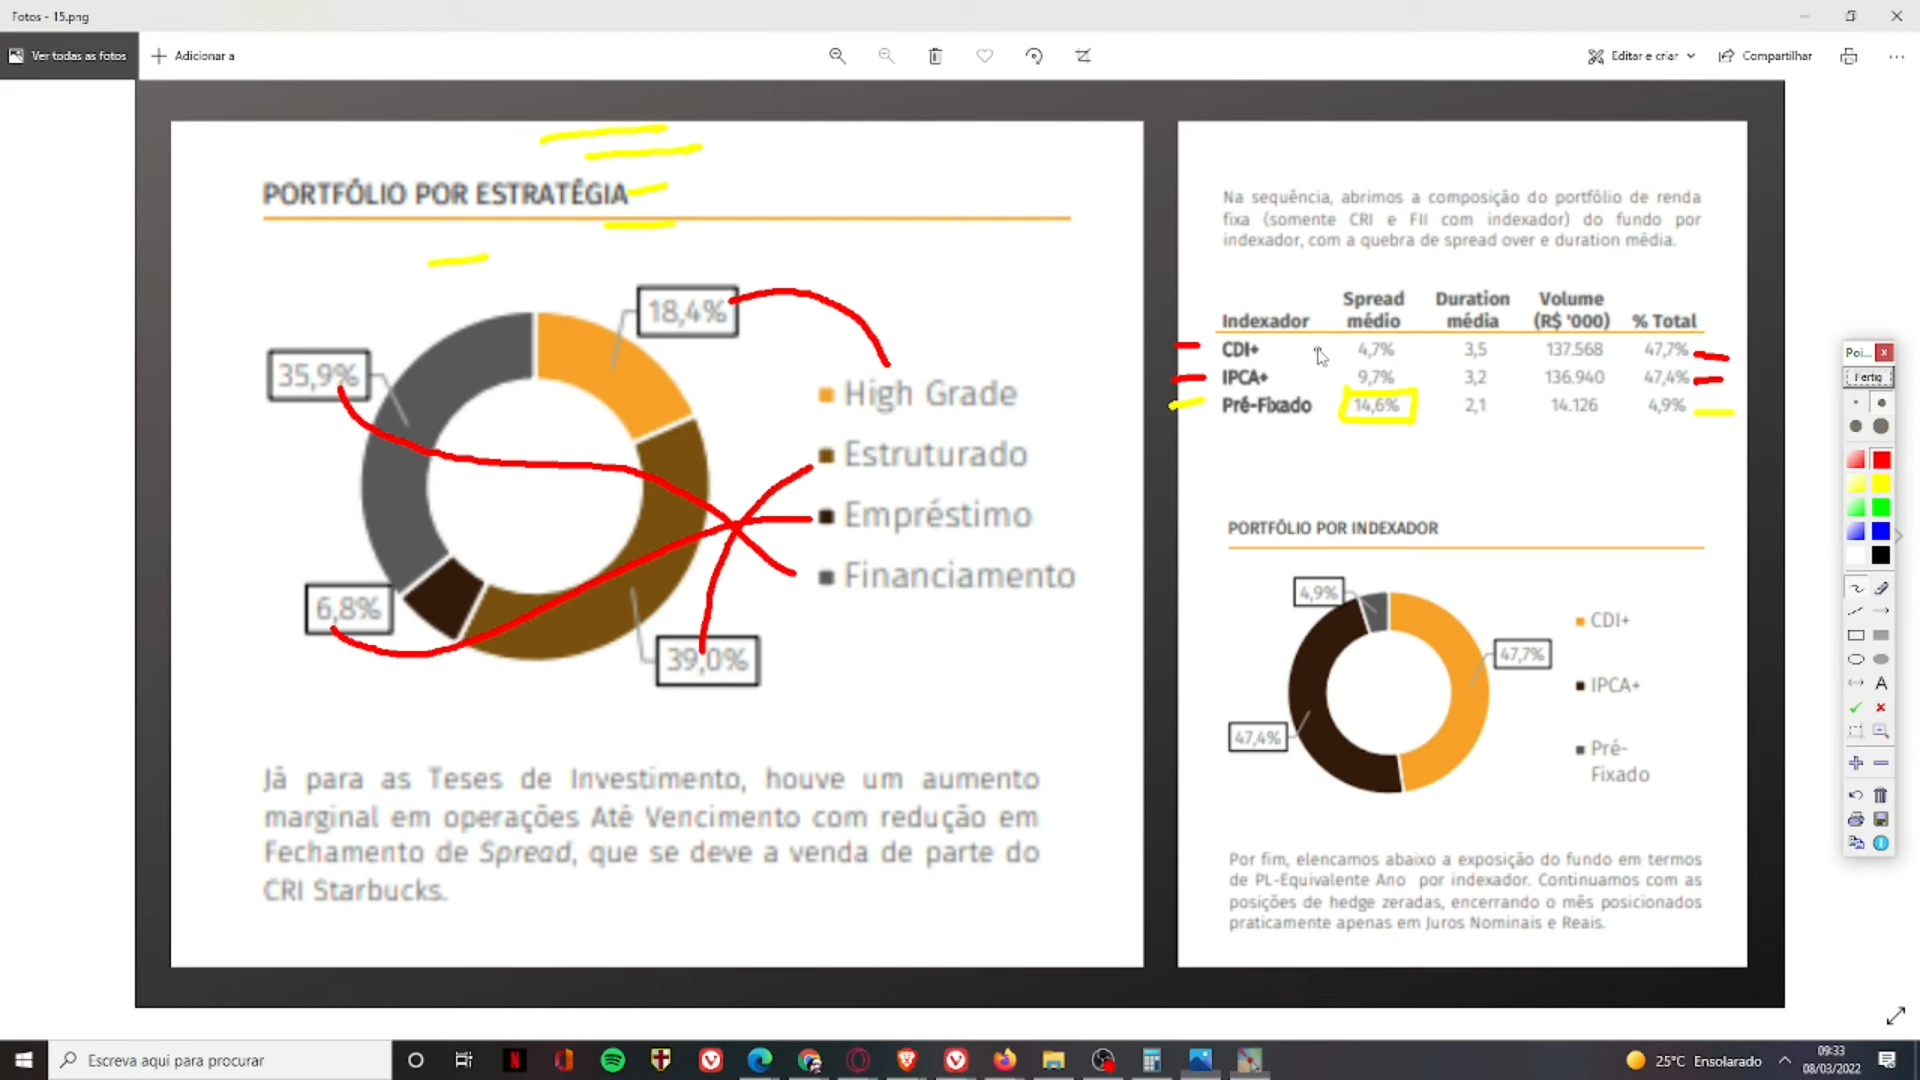 Fotos - 15.png
Ver todas as fotos
Adicionar a
Editar e criar
Compartilhar
PORTFÓLIO POR ESTRATÉGIA
18,4%
35,9%
6,8%
39,0%
High Grade
Estruturado
Empréstimo
Financiamento
Já para as Teses de Investimento, houve um aumento
marginal em operações Até Vencimento com redução em
Fechamento de Spread, que se deve a venda de parte do
CRI Starbucks.
Na sequência, abrimos a composição do portfólio de renda
fixa (somente CRI e FII com indexador) do fundo por
indexador, com a quebra de spread over e duration média.
Indexador Spread médio Duration média Volume (R$ '000) % Total
CDI+ 4,7% 3,5 137.568 47,7%
IPCA+ 9,7% 3,2 136.940 47,4%
Pré-Fixado 14,6% 2,1 14.126 4,9%
PORTFÓLIO POR INDEXADOR
4,9%
47,7%
47,4%
CDI+
IPCA+
Pré-
Fixado
Por fim, elencamos abaixo a exposição do fundo em termos
de PL-Equivalente Ano por indexador. Continuamos com as
posições de hedge zeradas, encerrando o mês posicionados
praticamente apenas em Juros Nominais e Reais.
Poi...
Fertig
A
Escreva aqui para procurar
25°C Ensolarado
09:33
08/03/2022